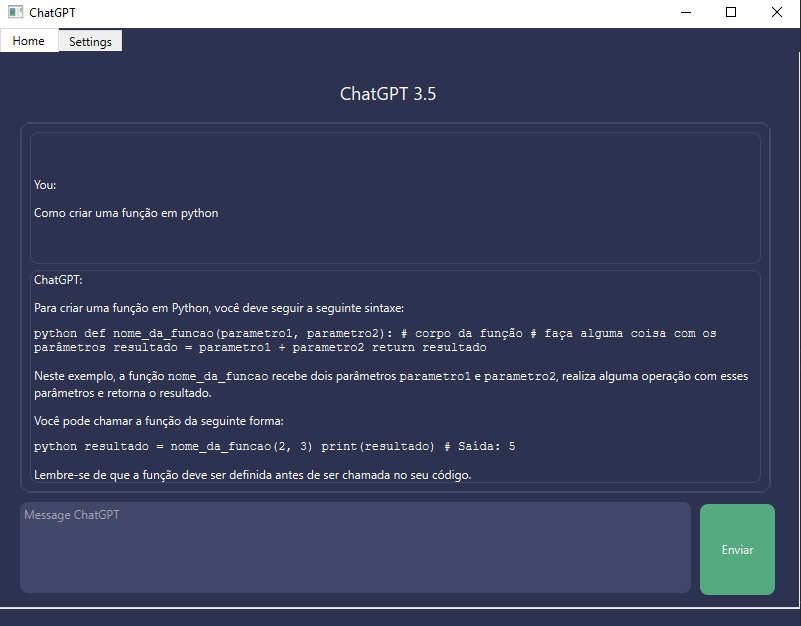 ChatGPT
Home Settings
ChatGPT 3.5
You:
Como criar uma função em python
ChatGPT:
Para criar uma função em Python, você deve seguir a seguinte sintaxe:
python def nome_da_funcao(parametro1, parametro2): # corpo da função # faça alguma coisa com os
parâmetros resultado = parametro1 + parametro2 return resultado
Neste exemplo, a função nome_da_funcao recebe dois parâmetros parametro1 e parametro2, realiza alguma operação com esses
parâmetros e retorna o resultado.
Você pode chamar a função da seguinte forma:
python resultado = nome_da_funcao(2, 3) print(resultado) # Saída: 5
Lembre-se de que a função deve ser definida antes de ser chamada no seu código.
Message ChatGPT
Enviar